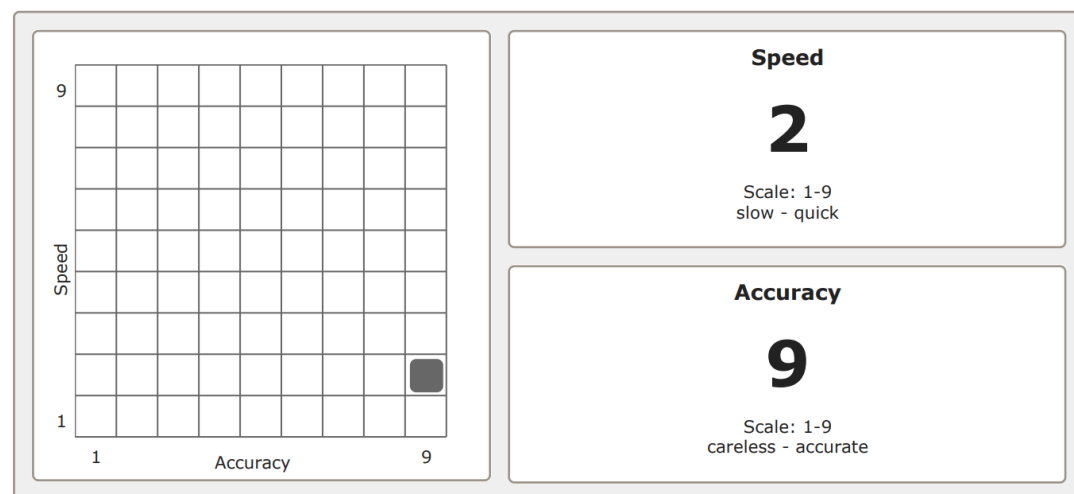 9
Speed
1
1
Accuracy
9
Speed
2
Scale: 1-9
slow - quick
Accuracy
9
Scale: 1-9
careless - accurate